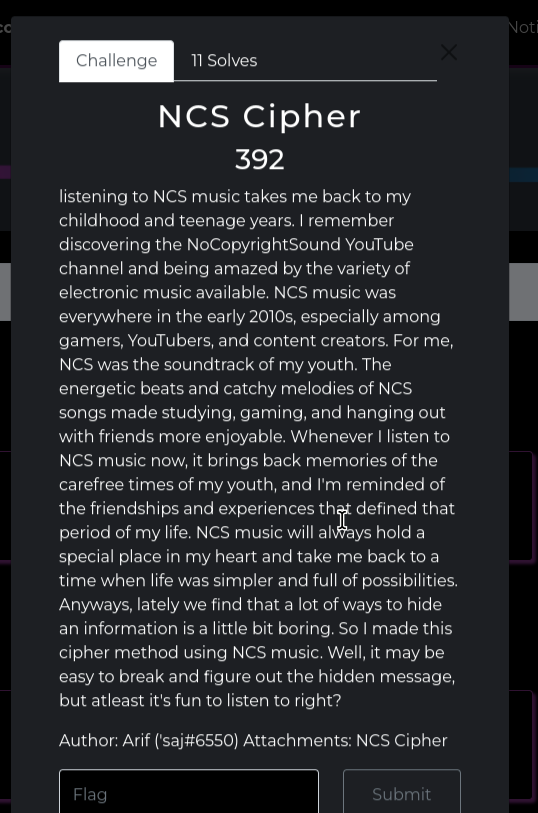 Noti
Challenge
11 Solves
NCS Cipher
392
listening to NCS music takes me back to my
childhood and teenage years. I remember
discovering the NoCopyrightSound YouTube
channel and being amazed by the variety of
electronic music available. NCS music was
everywhere in the early 2010s, especially among
gamers, YouTubers, and content creators. For me,
NCS was the soundtrack of my youth. The
energetic beats and catchy melodies of NCS
songs made studying, gaming, and hanging out
with friends more enjoyable. Whenever I listen to
NCS music now, it brings back memories of the
carefree times of my youth, and I'm reminded of
the friendships and experiences that defined that
period of my life. NCS music will always hold a
special place in my heart and take me back to a
time when life was simpler and full of possibilities.
Anyways, lately we find that a lot of ways to hide
an information is a little bit boring. So I made this
cipher method using NCS music. Well, it may be
easy to break and figure out the hidden message,
but atleast it's fun to listen to right?
Author: Arif ('saj#6550) Attachments: NCS Cipher
Flag
Submit